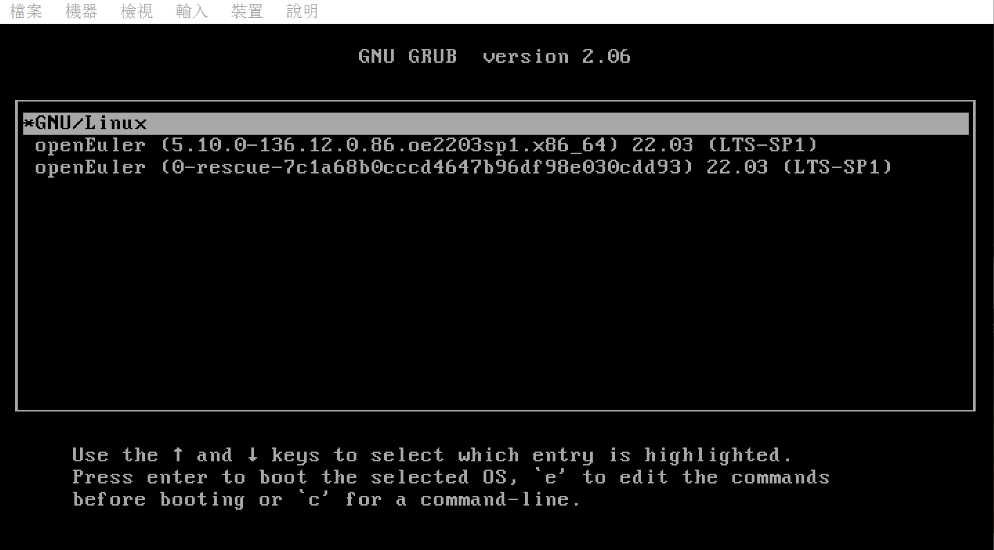 檔案 機器 檢視 輸入 裝置 說明
GNU GRUB version 2.06
*GNU/Linux
openEuler (5.10.0-136.12.0.86.oe2203sp1.x86_64) 22.03 (LTS-SP1)
openEuler (0-rescue-7c1a68b0cccd4647b96df98e030cdd93) 22.03 (LTS-SP1)
Use the ↑ and ↓ keys to select which entry is highlighted.
Press enter to boot the selected OS, `e' to edit the commands
before booting or `c' for a command-line.